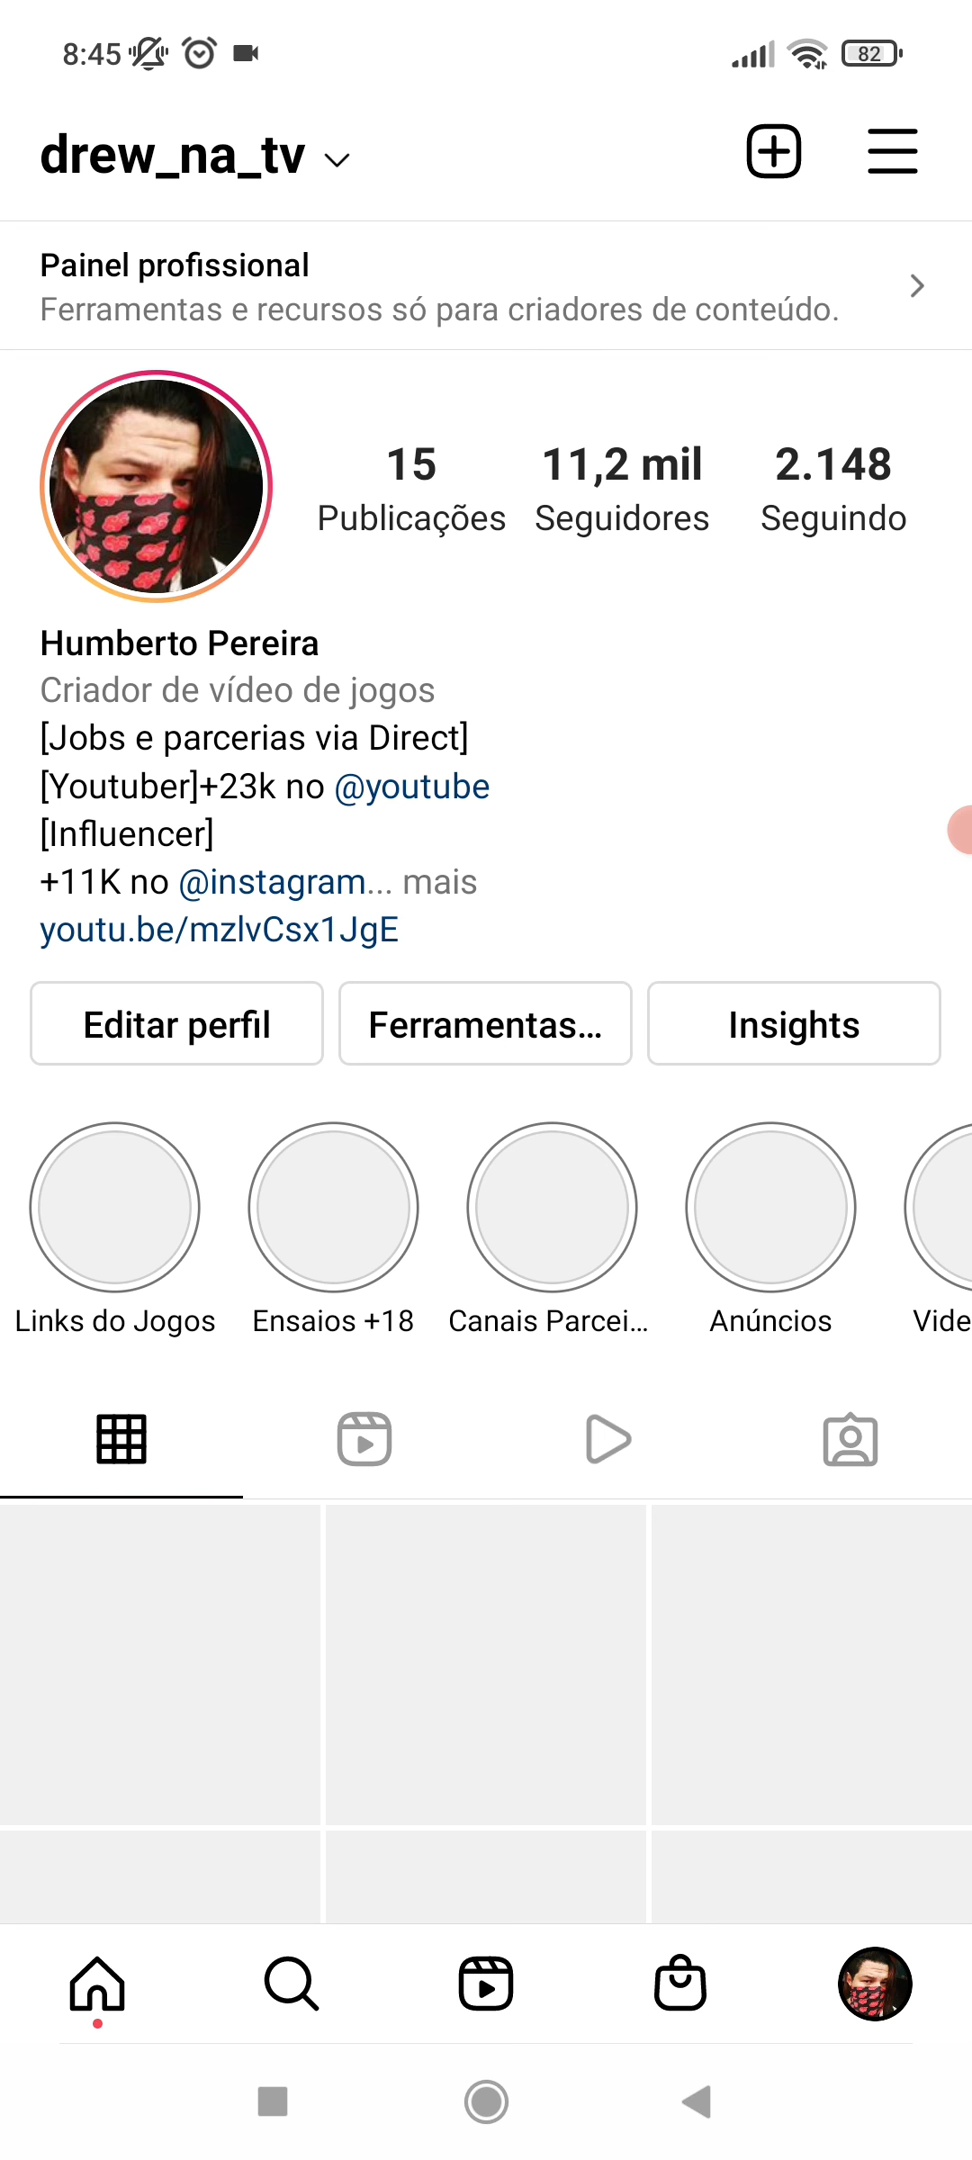 8:45
82
drew_na_tv
Painel profissional
Ferramentas e recursos só para criadores de conteúdo.
15
Publicações
11,2 mil
Seguidores
2.148
Seguindo
Humberto Pereira
Criador de vídeo de jogos
[Jobs e parcerias via Direct]
[Youtuber]+23k no @youtube
[Influencer]
+11K no @instagram... mais
youtu.be/mzlvCsx1JgE
Editar perfil
Ferramentas...
Insights
Links do Jogos
Ensaios +18
Canais Parcei...
Anúncios
Vide